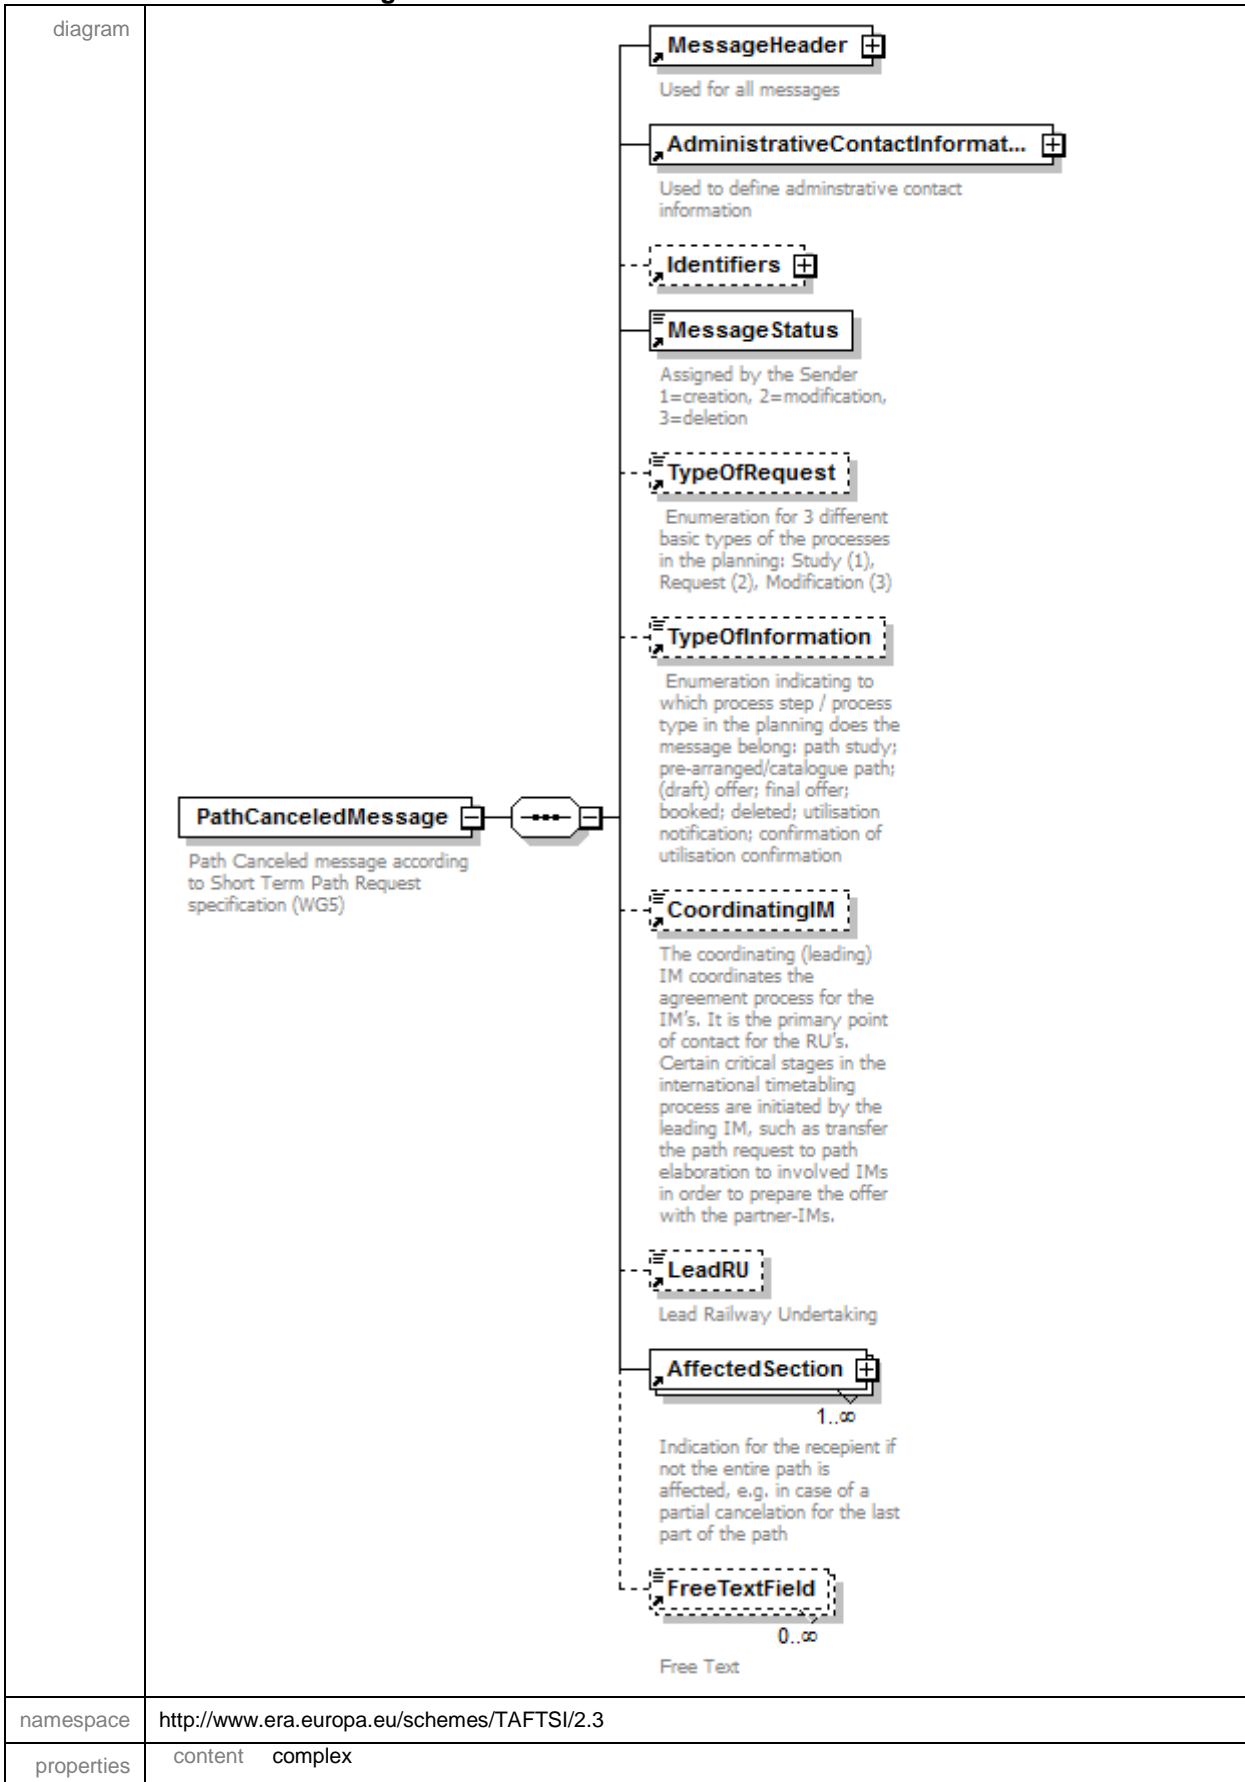 diagram
MessageHeader
Used for all messages
AdministrativeContactInformat...
Used to define adminstrative contact
information
Identifiers
MessageStatus
Assigned by the Sender
1=creation, 2=modification,
3=deletion
TypeOfRequest
Enumeration for 3 different
basic types of the processes
in the planning: Study (1),
Request (2), Modification (3)
TypeOfInformation
Enumeration indicating to
which process step / process
type in the planning does the
message belong: path study;
pre-arranged/catalogue path;
(draft) offer; final offer;
booked; deleted; utilisation
notification; confirmation of
utilisation confirmation
PathCanceledMessage
Path Canceled message according
to Short Term Path Request
specification (WG5)
CoordinatingIM
The coordinating (leading)
IM coordinates the
agreement process for the
IM's. It is the primary point
of contact for the RU's.
Certain critical stages in the
international timetabling
process are initiated by the
leading IM, such as transfer
the path request to path
elaboration to involved IMs
in order to prepare the offer
with the partner-IMs.
LeadRU
Lead Railway Undertaking
AffectedSection
1..∞
Indication for the recepient if
not the entire path is
affected, e.g. in case of a
partial cancelation for the last
part of the path
FreeTextField
0..∞
Free Text
namespace http://www.era.europa.eu/schemes/TAFTSI/2.3
properties content complex